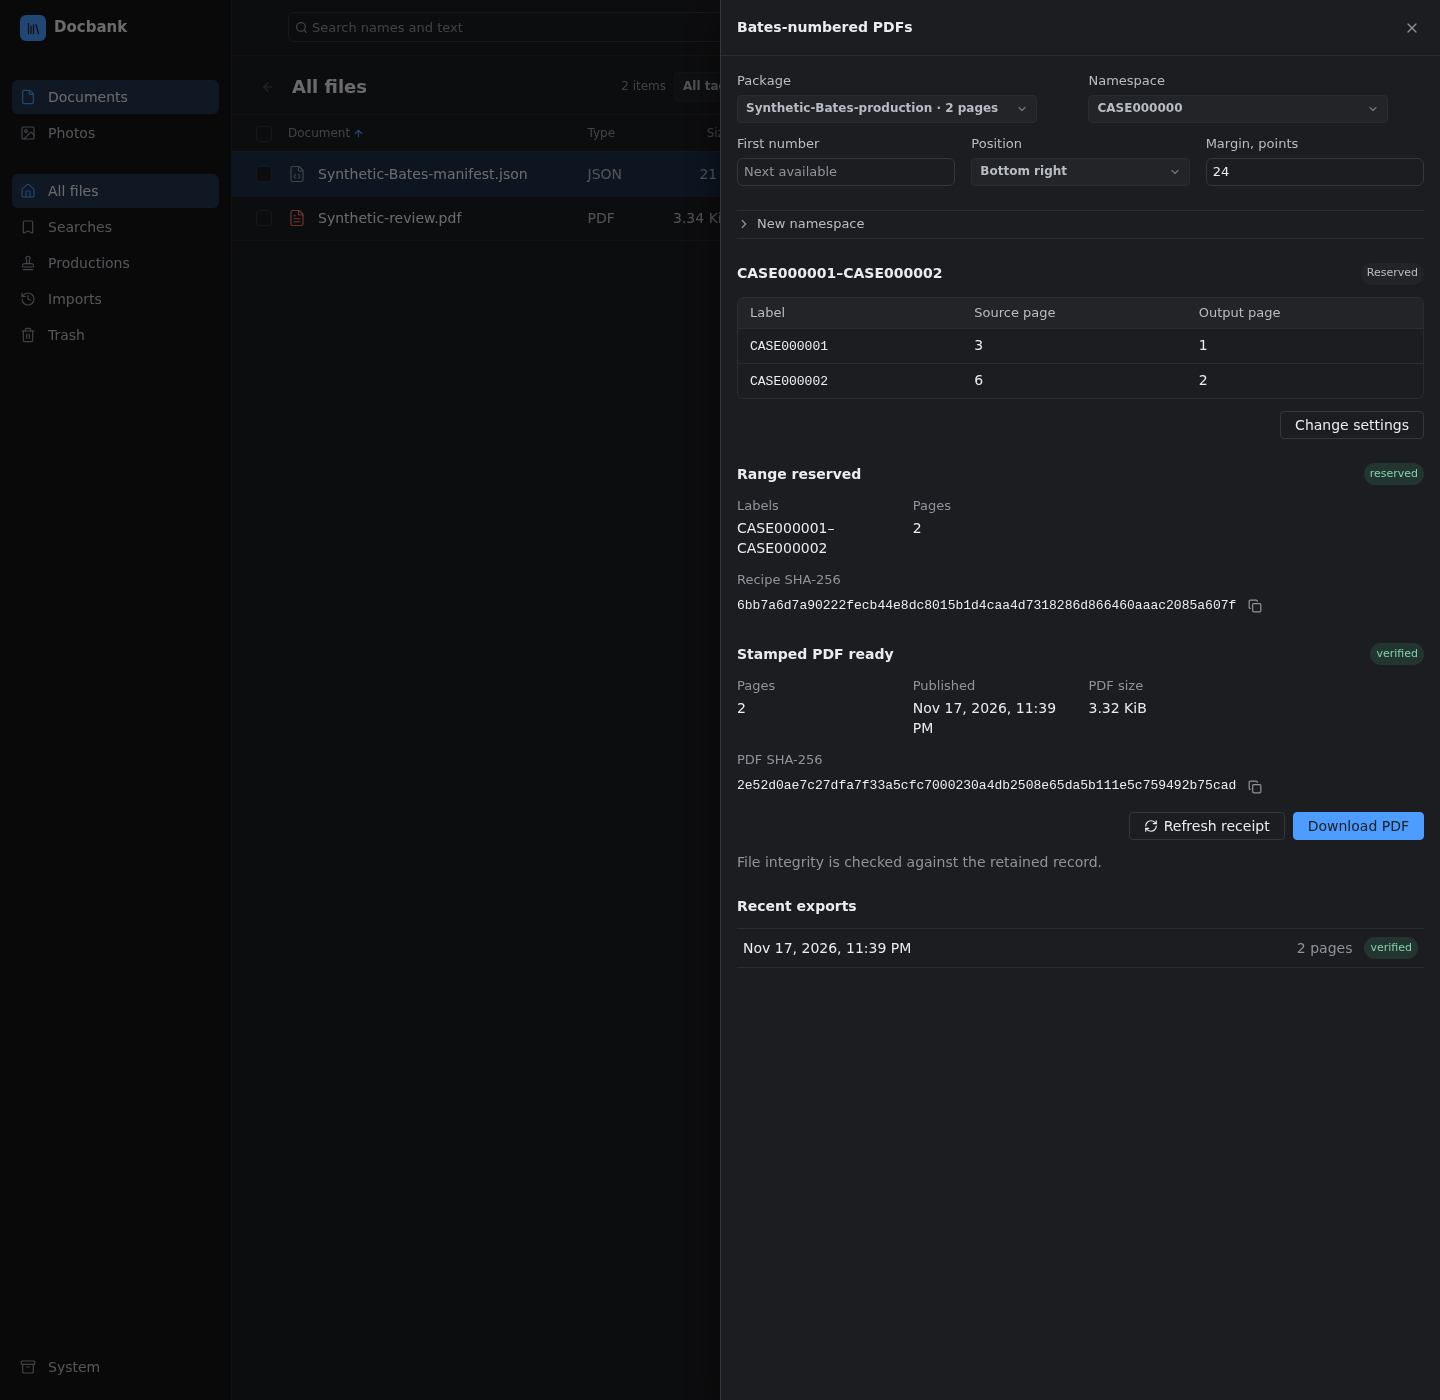 Docbank
Documents
Photos
All files
Searches
Productions
Imports
Trash
System
Search names and text
All files
2 items
All ta
Document
Type
Siz
Synthetic-Bates-manifest.json
JSON
21
Synthetic-review.pdf
PDF
3.34 Ki
Bates-numbered PDFs
Package
Namespace
Synthetic-Bates-production · 2 pages
CASE000000
First number
Position
Margin, points
Next available
Bottom right
24
New namespace
CASE000001–CASE000002
Reserved
Label
Source page
Output page
CASE000001
3
1
CASE000002
6
2
Change settings
Range reserved
reserved
Labels
Pages
CASE000001–
CASE000002
2
Recipe SHA-256
6bb7a6d7a90222fecb44e8dc8015b1d4caa4d7318286d866460aaac2085a607f
Stamped PDF ready
verified
Pages
Published
PDF size
2
Nov 17, 2026, 11:39
PM
3.32 KiB
PDF SHA-256
2e52d0ae7c27dfa7f33a5cfc7000230a4db2508e65da5b111e5c759492b75cad
Refresh receipt
Download PDF
File integrity is checked against the retained record.
Recent exports
Nov 17, 2026, 11:39 PM
2 pages
verified